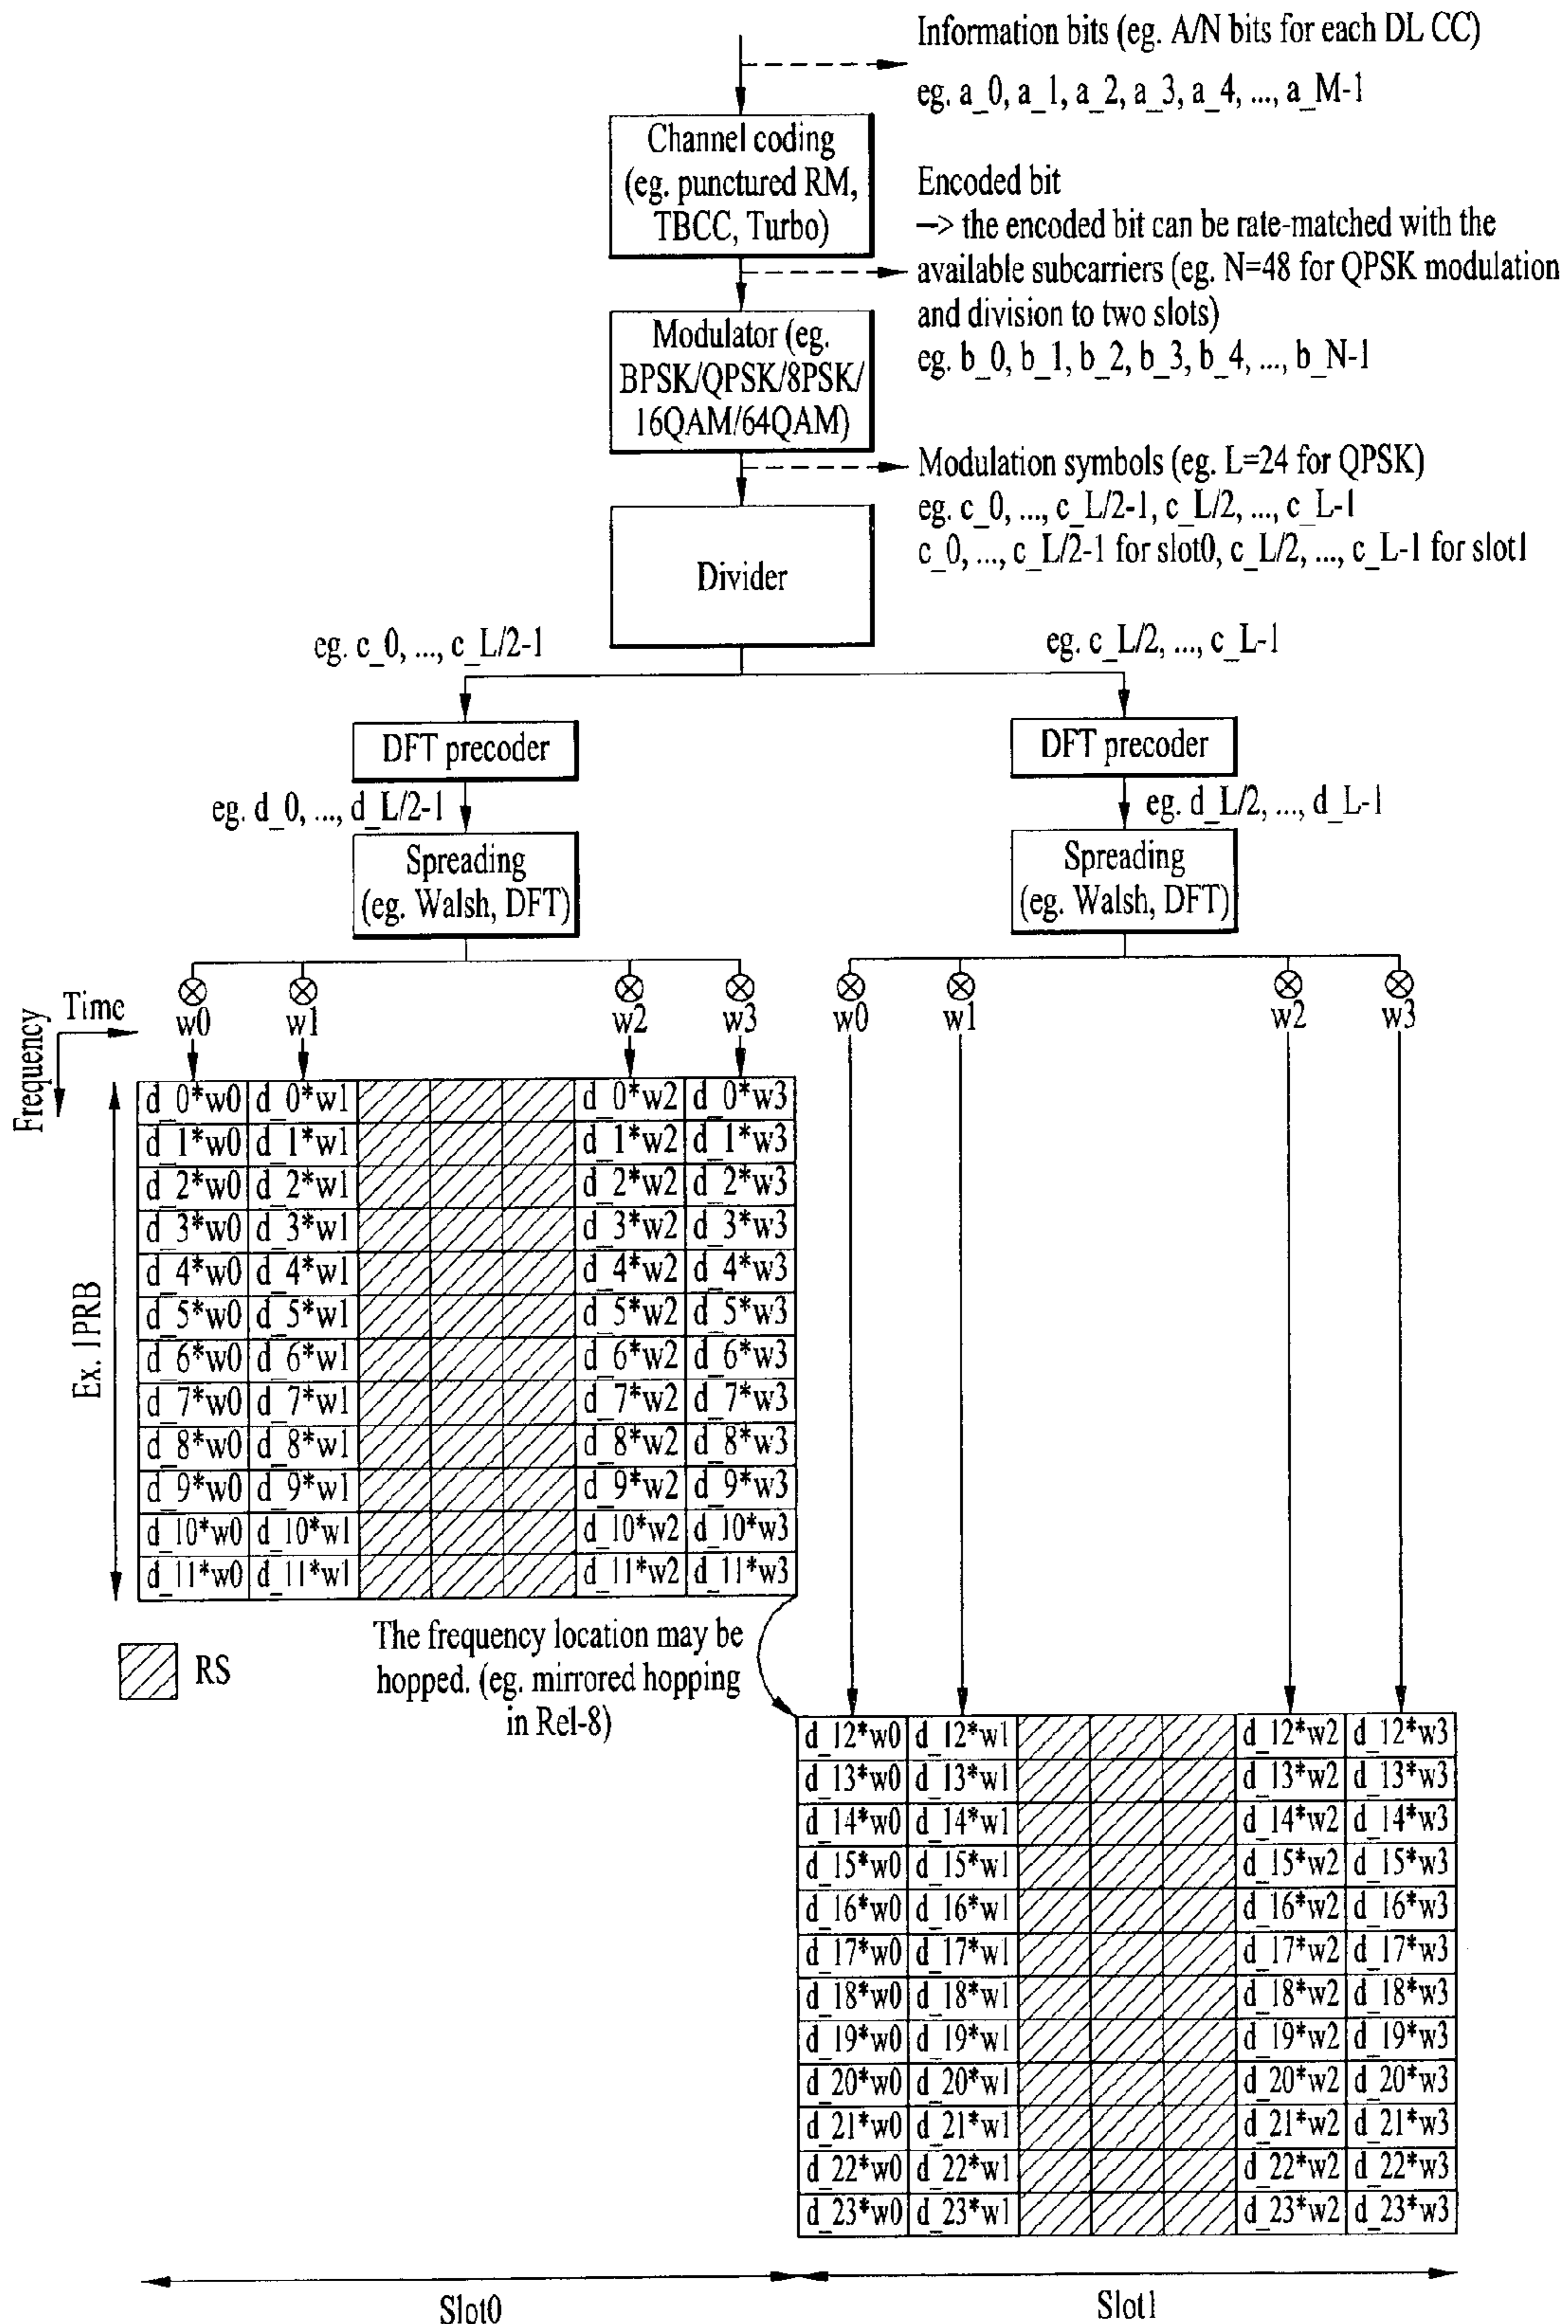 Information bits (eg. A/N bits for each DL CC)
eg. a_0, a_1, a_2, a_3, a_4, ..., a_M-1
Channel coding
(eg. punctured RM,
TBCC, Turbo)
Encoded bit
–> the encoded bit can be rate-matched with the
available subcarriers (eg. N=48 for QPSK modulation
and division to two slots)
eg. b_0, b_1, b_2, b_3, b_4, ..., b_N-1
Modulator (eg.
BPSK/QPSK/8PSK/
16QAM/64QAM)
Modulation symbols (eg. L=24 for QPSK)
eg. c_0, ..., c_L/2-1, c_L/2, ..., c_L-1
c_0, ..., c_L/2-1 for slot0, c_L/2, ..., c_L-1 for slot1
Divider
eg. c_0, ..., c_L/2-1
eg. c_L/2, ..., c_L-1
DFT precoder
DFT precoder
eg. d_0, ..., d_L/2-1
eg. d_L/2, ..., d_L-1
Spreading
(eg. Walsh, DFT)
Spreading
(eg. Walsh, DFT)
Time
Frequency
w0 w1 w2 w3 w0 w1 w2 w3
d_0*w0 d_0*w1 d_0*w2 d_0*w3
d_1*w0 d_1*w1 d_1*w2 d_1*w3
d_2*w0 d_2*w1 d_2*w2 d_2*w3
d_3*w0 d_3*w1 d_3*w2 d_3*w3
d_4*w0 d_4*w1 d_4*w2 d_4*w3
d_5*w0 d_5*w1 d_5*w2 d_5*w3
d_6*w0 d_6*w1 d_6*w2 d_6*w3
d_7*w0 d_7*w1 d_7*w2 d_7*w3
d_8*w0 d_8*w1 d_8*w2 d_8*w3
d_9*w0 d_9*w1 d_9*w2 d_9*w3
d_10*w0 d_10*w1 d_10*w2 d_10*w3
d_11*w0 d_11*w1 d_11*w2 d_11*w3
Ex. 1PRB
RS
The frequency location may be
hopped. (eg. mirrored hopping
in Rel-8)
d_12*w0 d_12*w1 d_12*w2 d_12*w3
d_13*w0 d_13*w1 d_13*w2 d_13*w3
d_14*w0 d_14*w1 d_14*w2 d_14*w3
d_15*w0 d_15*w1 d_15*w2 d_15*w3
d_16*w0 d_16*w1 d_16*w2 d_16*w3
d_17*w0 d_17*w1 d_17*w2 d_17*w3
d_18*w0 d_18*w1 d_18*w2 d_18*w3
d_19*w0 d_19*w1 d_19*w2 d_19*w3
d_20*w0 d_20*w1 d_20*w2 d_20*w3
d_21*w0 d_21*w1 d_21*w2 d_21*w3
d_22*w0 d_22*w1 d_22*w2 d_22*w3
d_23*w0 d_23*w1 d_23*w2 d_23*w3
Slot0
Slot1